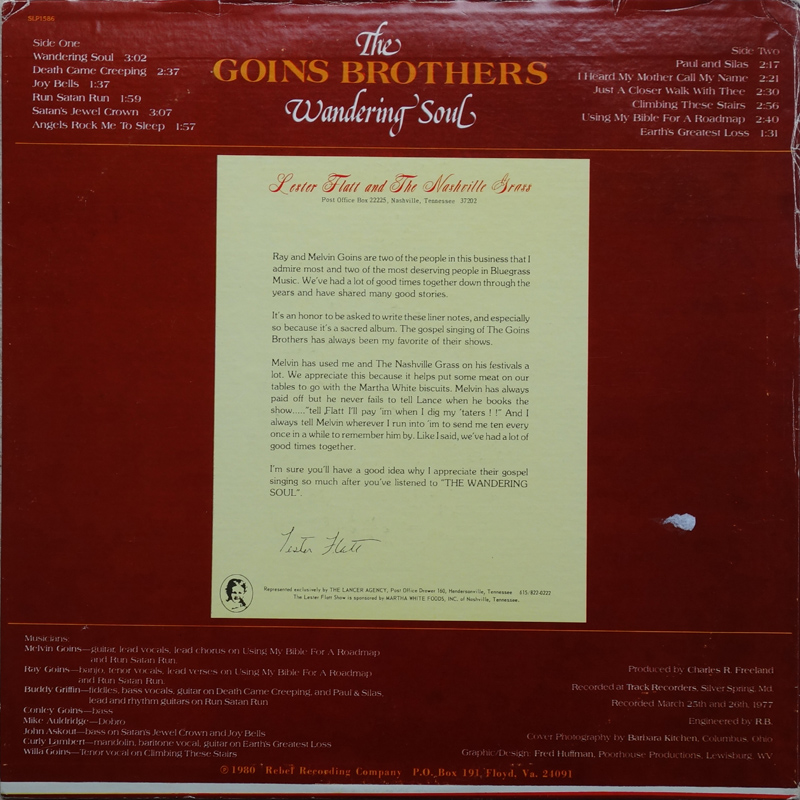 SLP1586
The
GOINS BROTHERS
Wandering Soul
Side One
Wandering Soul 3:02
Death Came Creeping 2:37
Joy Bells 1:37
Run Satan Run 1:59
Satan's Jewel Crown 3:07
Angels Rock Me To Sleep 1:57
Side Two
Paul and Silas 2:17
I Heard My Mother Call My Name 2:21
Just A Closer Walk With Thee 2:30
Climbing These Stairs 2:56
Using My Bible For A Roadmap 2:40
Earth's Greatest Loss 1:31
Lester Flatt and The Nashville Grass
Post Office Box 22225, Nashville, Tennessee 37202
Ray and Melvin Goins are two of the people in this business that I
admire most and two of the most deserving people in Bluegrass
Music. We've had a lot of good times together down through the
years and have shared many good stories.
It's an honor to be asked to write these liner notes, and especially
so because it's a sacred album. The gospel singing of The Goins
Brothers has always been my favorite of their shows.
Melvin has used me and The Nashville Grass on his festivals a
lot. We appreciate this because it helps put some meat on our
tables to go with the Martha White biscuits. Melvin has always
paid off but he never fails to tell Lance when he books the
show....."tell Flatt I'll pay 'im when I dig my 'taters ! !" And I
always tell Melvin wherever I run into 'im to send me ten every
once in a while to remember him by. Like I said, we've had a lot of
good times together.
I'm sure you'll have a good idea why I appreciate their gospel
singing so much after you've listened to "THE WANDERING
SOUL".
Lester Flatt
Represented exclusively by THE LANCER AGENCY, Post Office Drawer 160, Hendersonville, Tennessee 615/822-0222
The Lester Flatt Show is sponsored by MARTHA WHITE FOODS, INC. of Nashville, Tennessee.
Musicians:
Melvin Goins—guitar, lead vocals, lead chorus on Using My Bible For A Roadmap
and Run Satan Run.
Ray Goins—banjo, tenor vocals, lead verses on Using My Bible For A Roadmap
and Run Satan Run.
Buddy Griffin—fiddles, bass vocals, guitar on Death Came Creeping, and Paul & Silas,
lead and rhythm guitars on Run Satan Run
Conley Goins—bass
Mike Auldridge—Dobro
John Askout—bass on Satan's Jewel Crown and Joy Bells
Curly Lambert—mandolin, baritone vocal, guitar on Earth's Greatest Loss
Willa Goins—Tenor vocal on Climbing These Stairs
Produced by Charles R. Freeland
Recorded at Track Recorders, Silver Spring, Md.
Recorded March 25th and 26th, 1977
Engineered by R.B.
Cover Photography by Barbara Kitchen, Columbus, Ohio
Graphic/Design: Fred Huffman, Poorhouse Productions, Lewisburg, WV
℗ 1980 Rebel Recording Company P.O. Box 191, Floyd, Va. 24091